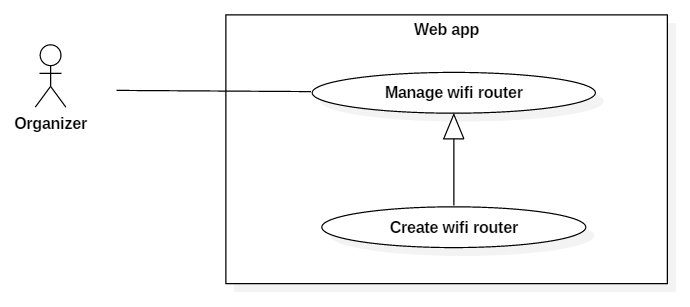 Web app
Manage wifi router
Organizer
Create wifi router